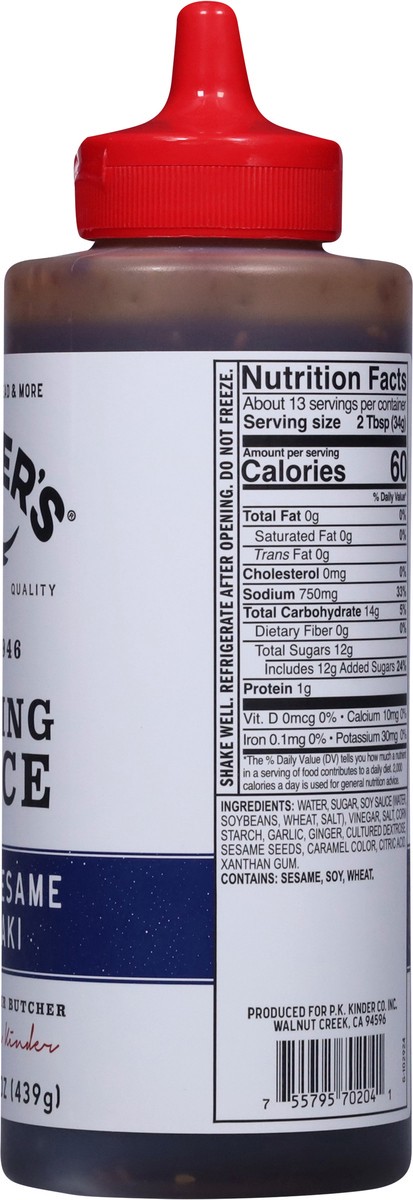 & MORE
ER'S®
QUALITY
946
ING
CE
ESAME
AKI
BUTCHER
Kinder
OZ (439g)
SHAKE WELL. REFRIGERATE AFTER OPENING. DO NOT FREEZE.
Nutrition Facts
About 13 servings per container
Serving size 2 Tbsp (34g)
Amount per serving
Calories 60
% Daily Value*
Total Fat 0g 0%
Saturated Fat 0g 0%
Trans Fat 0g
Cholesterol 0mg 0%
Sodium 750mg 33%
Total Carbohydrate 14g 5%
Dietary Fiber 0g 0%
Total Sugars 12g
Includes 12g Added Sugars 24%
Protein 1g
Vit. D 0mcg 0% • Calcium 10mg 0%
Iron 0.1mg 0% • Potassium 30mg 0%
*The % Daily Value (DV) tells you how much a nutrient
in a serving of food contributes to a daily diet. 2,000
calories a day is used for general nutrition advice.
INGREDIENTS: WATER, SUGAR, SOY SAUCE (WATER,
SOYBEANS, WHEAT, SALT), VINEGAR, SALT, CORN
STARCH, GARLIC, GINGER, CULTURED DEXTROSE,
SESAME SEEDS, CARAMEL COLOR, CITRIC ACID,
XANTHAN GUM.
CONTAINS: SESAME, SOY, WHEAT.
PRODUCED FOR P.K. KINDER CO. INC.
WALNUT CREEK, CA 94596
7 55795 70204 1